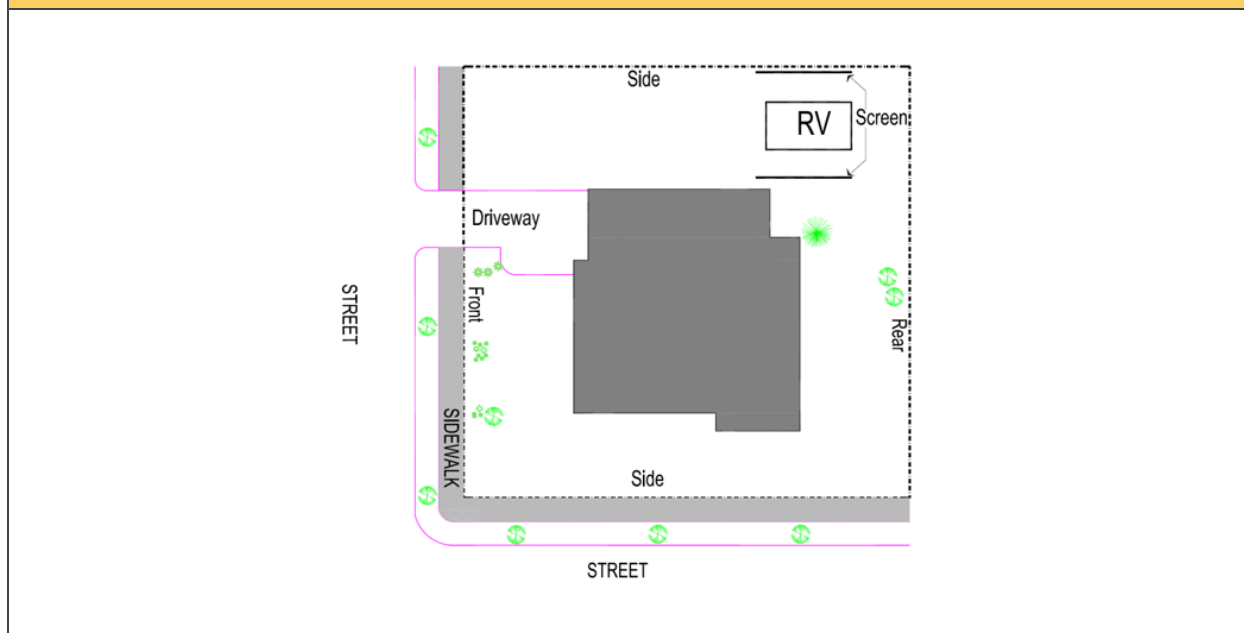 Side
RV
Screen
Driveway
Front
STREET
Rear
SIDEWALK
Side
STREET